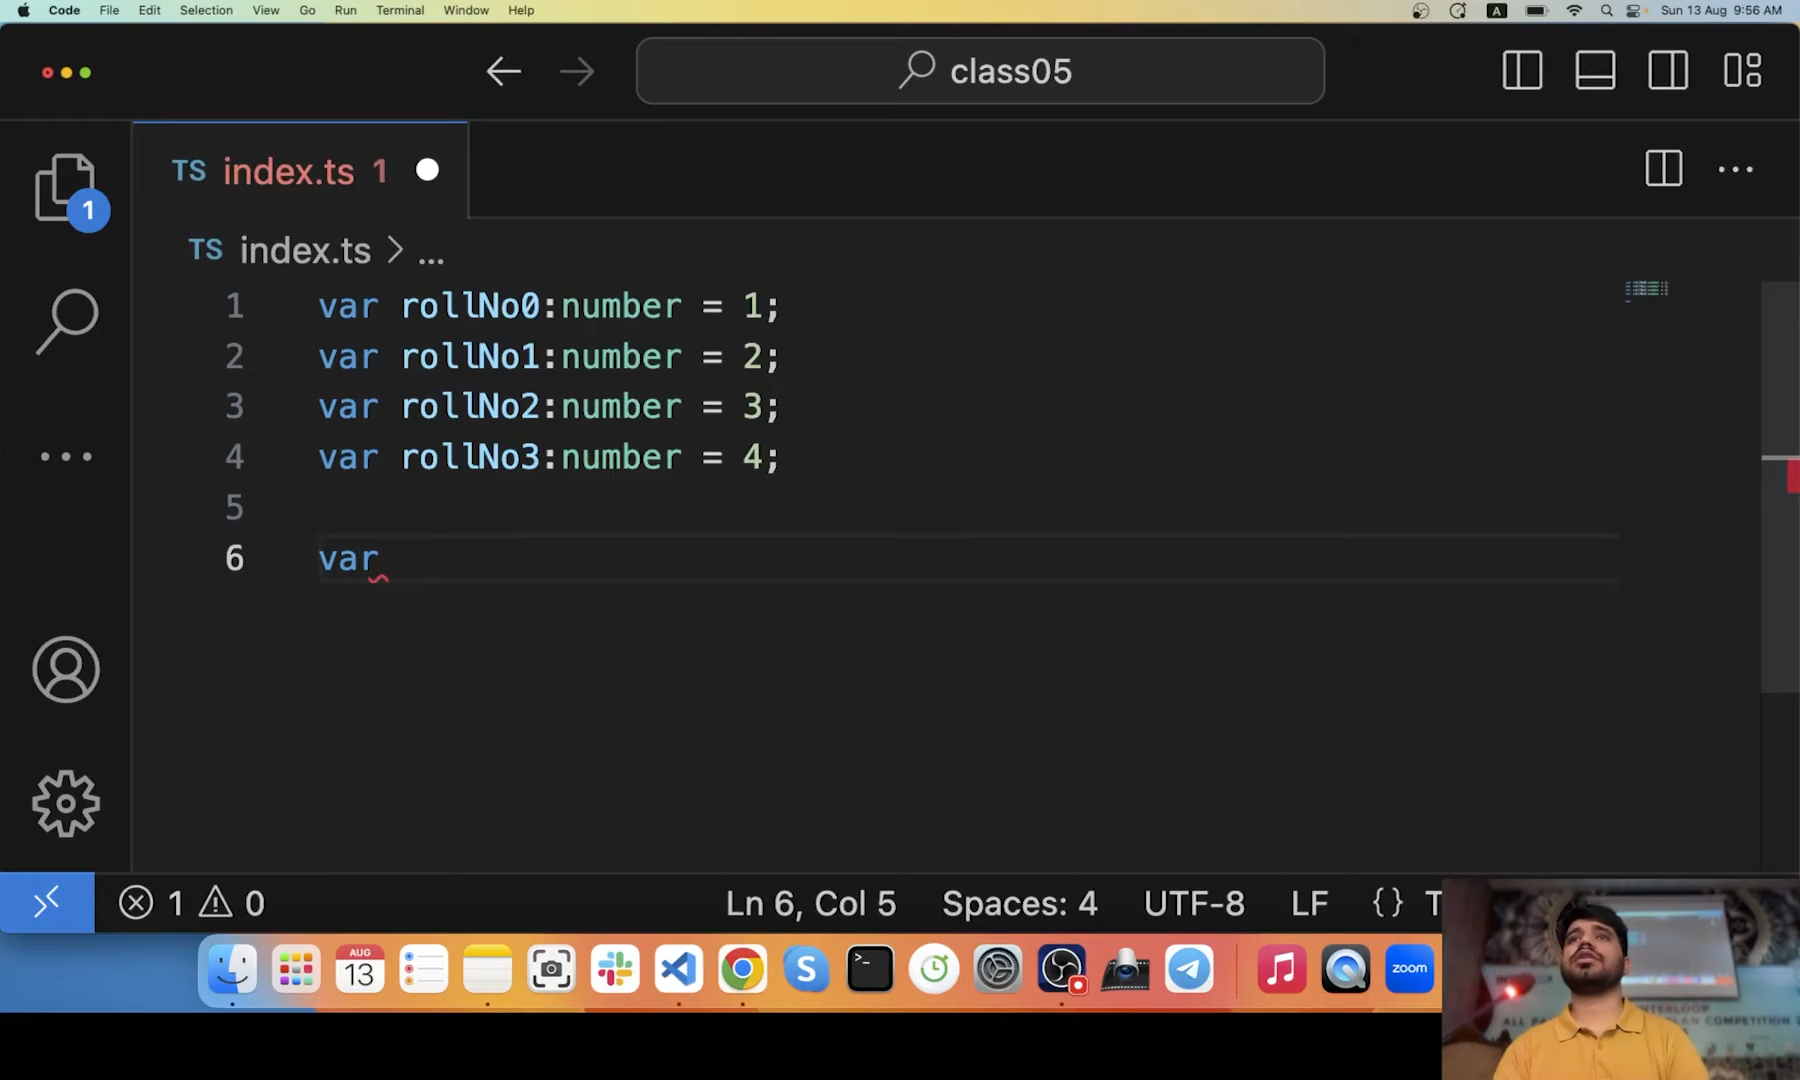 Code File Edit Selection View Go Run Terminal Window Help A Sun 13 Aug 9:56 AM
class05
TS index.ts 1
1
TS index.ts > ...
1 var rollNo0:number = 1;
2 var rollNo1:number = 2;
3 var rollNo2:number = 3;
4 var rollNo3:number = 4;
5
6 var
1 0 Ln 6, Col 5 Spaces: 4 UTF-8 LF {} T
AUG
13
S
zoom